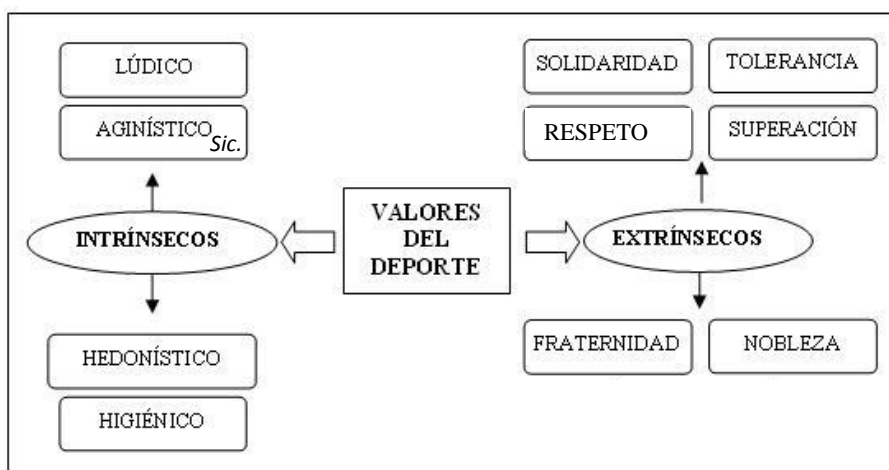 LÚDICO
AGINÍSTICO Sic.
INTRÍNSECOS
HEDONÍSTICO
HIGIÉNICO
VALORES
DEL
DEPORTE
SOLIDARIDAD
TOLERANCIA
RESPETO
SUPERACIÓN
EXTRÍNSECOS
FRATERNIDAD
NOBLEZA